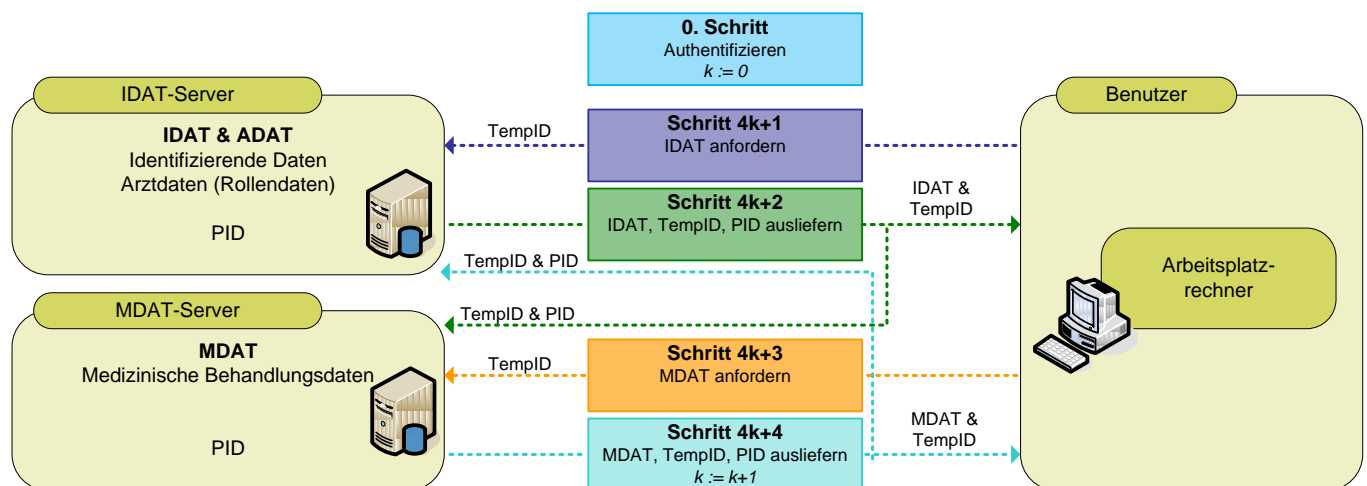 0. Schritt
Authentifizieren
k := 0
IDAT-Server
IDAT & ADAT
Identifizierende Daten
Arztdaten (Rollendaten)
PID
TempID
Schritt 4k+1
IDAT anfordern
Benutzer
Schritt 4k+2
IDAT, TempID, PID ausliefern
IDAT &
TempID
TempID & PID
Arbeitsplatz-
rechner
MDAT-Server
MDAT
Medizinische Behandlungsdaten
PID
TempID & PID
TempID
Schritt 4k+3
MDAT anfordern
Schritt 4k+4
MDAT, TempID, PID ausliefern
k := k+1
MDAT &
TempID